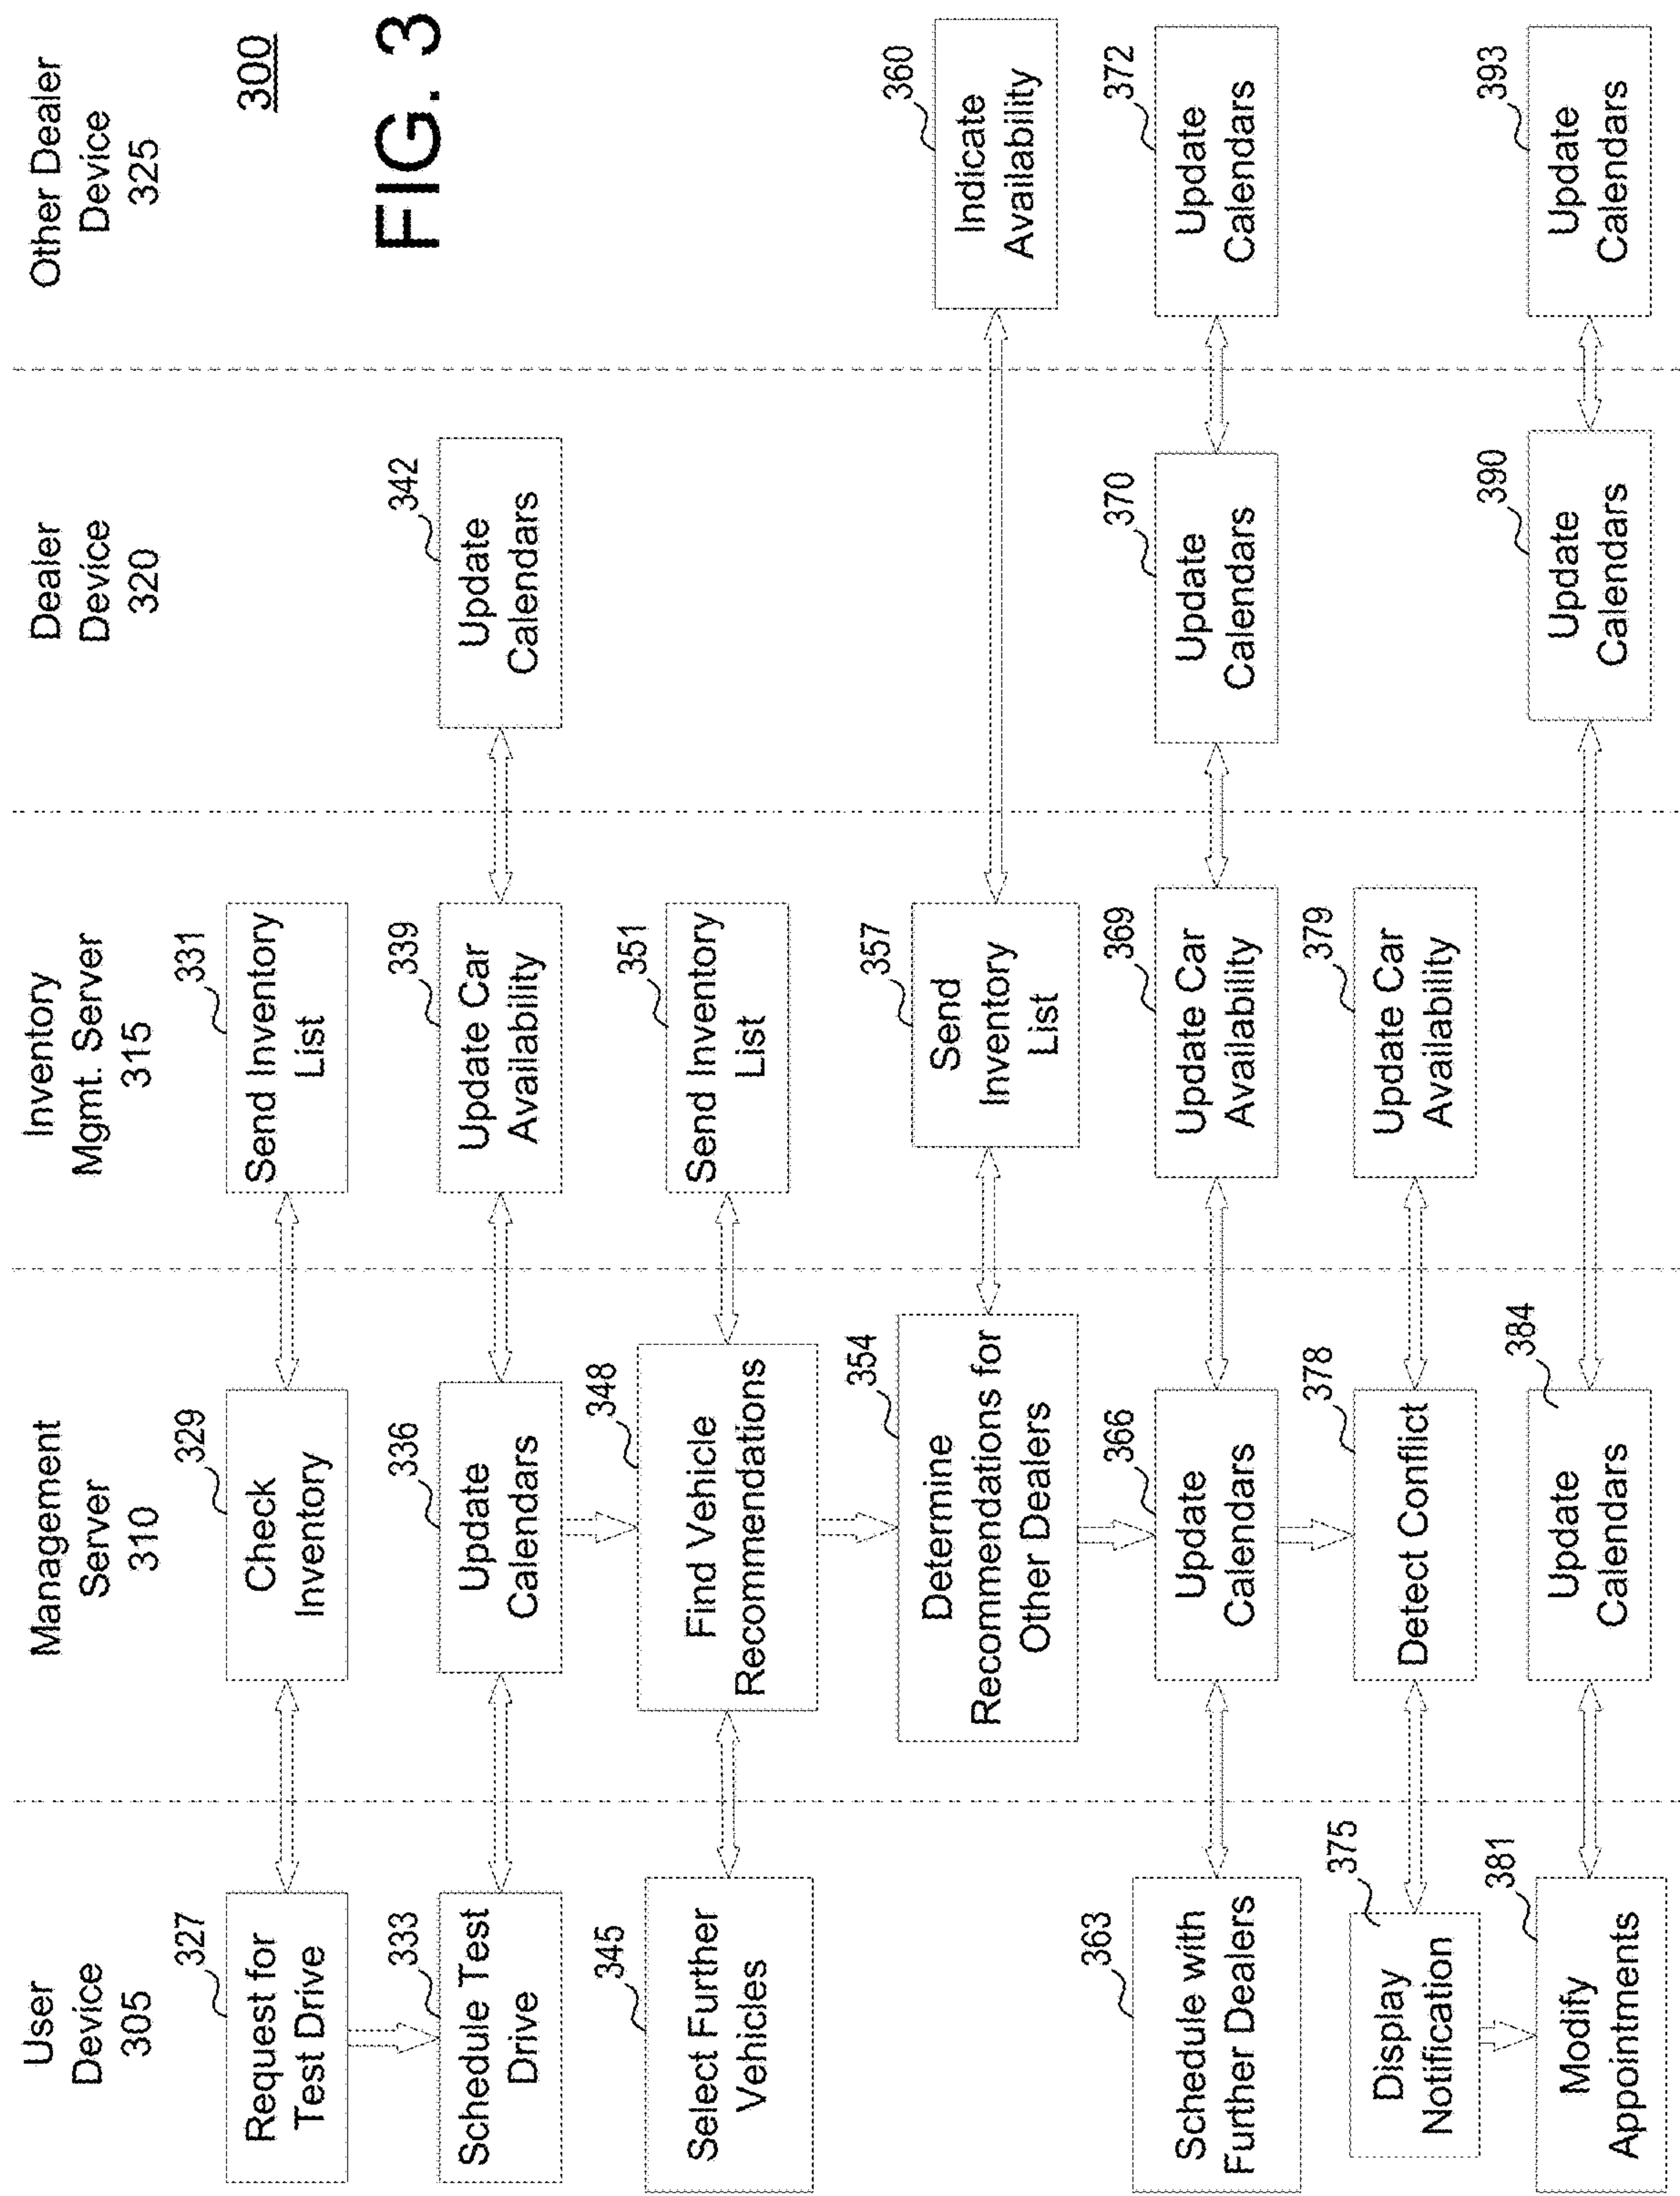 User
Device
305
Management
Server
310
Inventory
Mgmt. Server
315
Dealer
Device
320
Other Dealer
Device
325
300
FIG. 3
327
Request for
Test Drive
329
Check
Inventory
331
Send Inventory
List
333
Schedule Test
Drive
336
Update
Calendars
339
Update Car
Availability
342
Update
Calendars
345
Select Further
Vehicles
348
Find Vehicle
Recommendations
351
Send Inventory
List
354
Determine
Recommendations for
Other Dealers
357
Send
Inventory
List
360
Indicate
Availability
363
Schedule with
Further Dealers
366
Update
Calendars
369
Update Car
Availability
370
Update
Calendars
372
Update
Calendars
375
Display
Notification
378
Detect Conflict
379
Update Car
Availability
381
Modify
Appointments
384
Update
Calendars
390
Update
Calendars
393
Update
Calendars